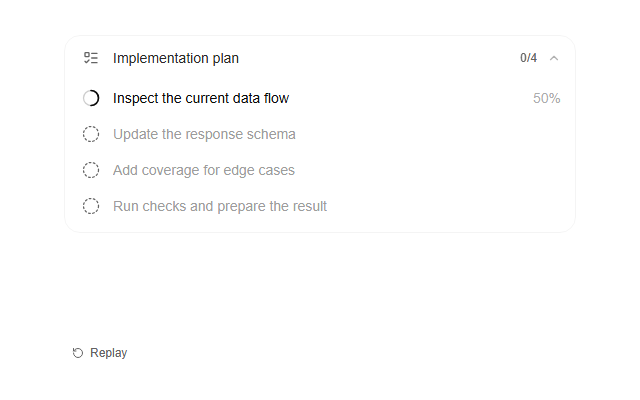 Implementation plan 0/4
Inspect the current data flow 50%
Update the response schema
Add coverage for edge cases
Run checks and prepare the result
Replay